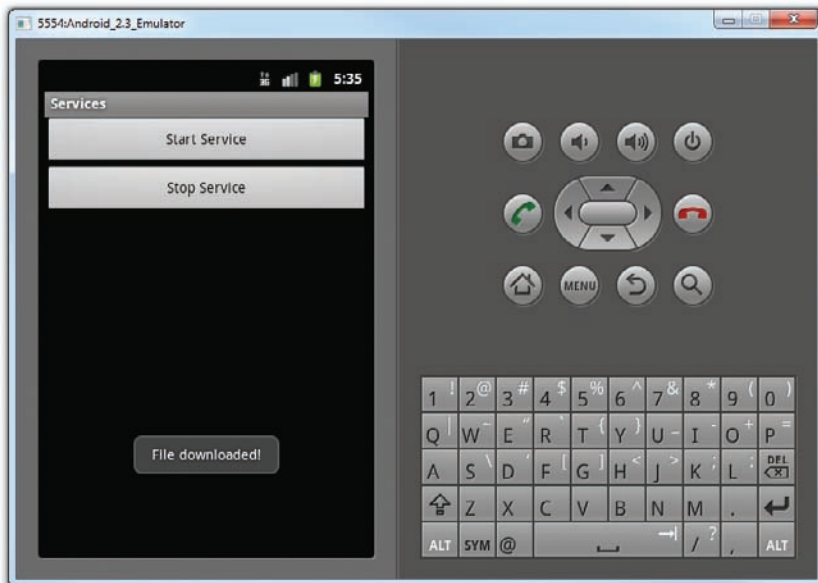 5554:Android_2.3_Emulator
3G 5:35
Services
Start Service
Stop Service
File downloaded!
MENU
1 ! 2 @ 3 # 4 $ 5 % 6 ^ 7 & 8 * 9 ( 0 )
Q | W ~ E " R ` T { Y } U - I - O + P =
A S \ D ' F [ G ] H < J > K ; L : DEL
Z X C V B N M .
ALT SYM @ / ? , ALT